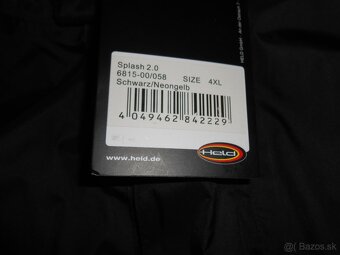 Splash 2.0
6815-00/058 SIZE 4XL
Schwarz/Neongelb
4 049462 842229
www.held.de
Held
© Bazos.sk